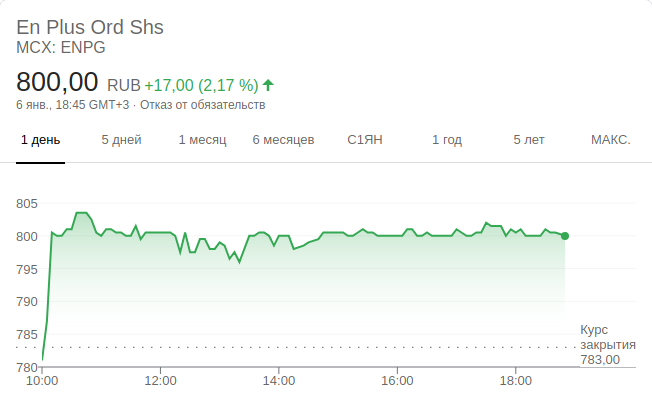 En Plus Ord Shs
MCX: ENPG
800,00 RUB +17,00 (2,17 %)
6 янв., 18:45 GMT+3 · Отказ от обязательств
1 день 5 дней 1 месяц 6 месяцев С1ЯН 1 год 5 лет МАКС.
805
800
795
790
785
Курс
закрытия
783,00
780
10:00 12:00 14:00 16:00 18:00